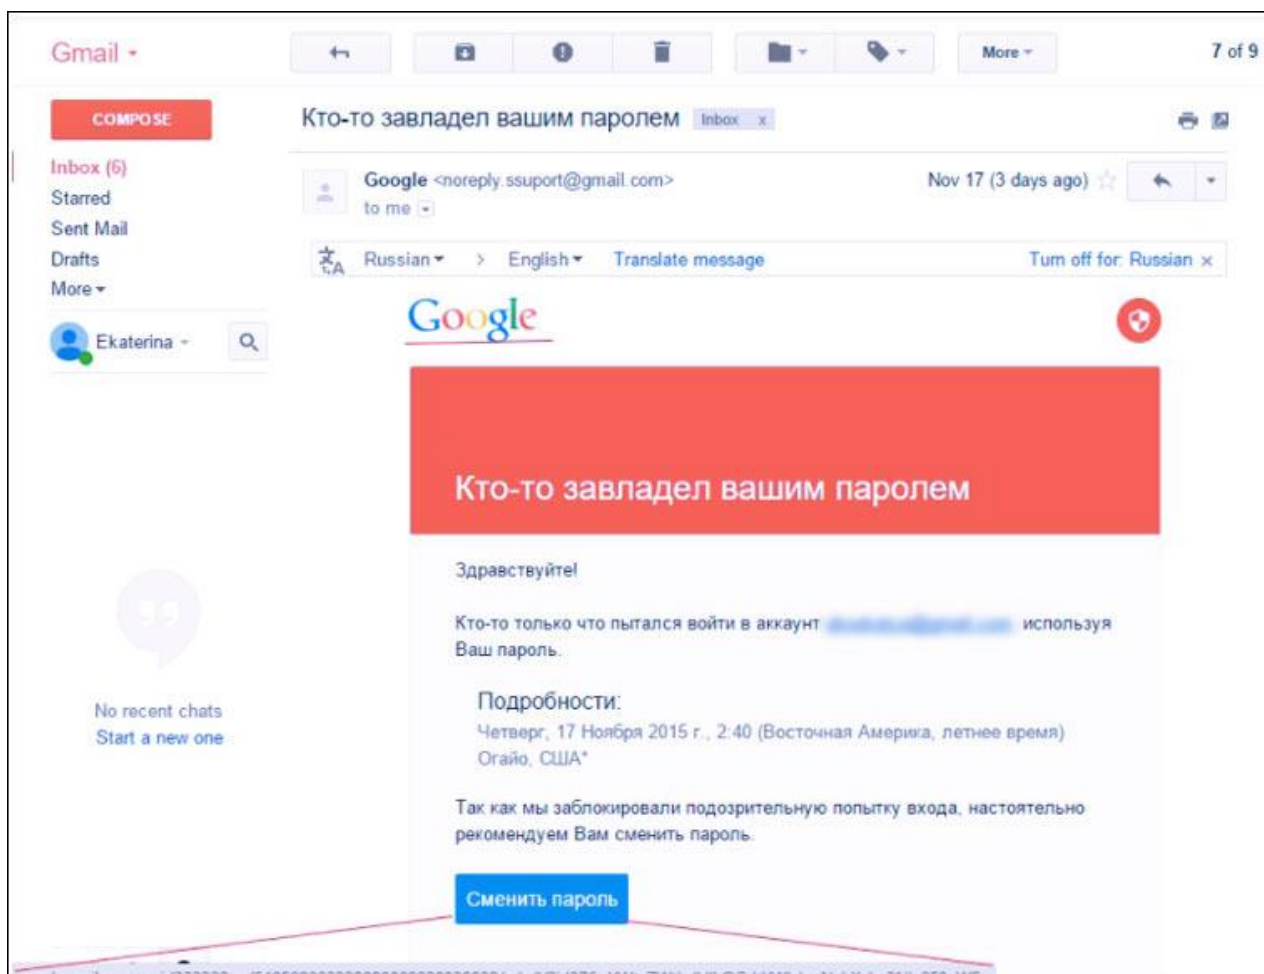 Gmail
More
7 of 9
COMPOSE
Кто-то завладел вашим паролем Inbox x
Inbox (6)
Starred
Sent Mail
Drafts
More
Google <noreply.ssuport@gmail.com>
Nov 17 (3 days ago)
to me
Russian > English Translate message
Turn off for: Russian x
Ekaterina
Google
Кто-то завладел вашим паролем
Здравствуйте!
Кто-то только что пытался войти в аккаунт используя
Ваш пароль.
Подробности:
Четверг, 17 Ноября 2015 г., 2:40 (Восточная Америка, летнее время)
Огайо, США*
No recent chats
Start a new one
Так как мы заблокировали подозрительную попытку входа, настоятельно
рекомендуем Вам сменить пароль.
Сменить пароль